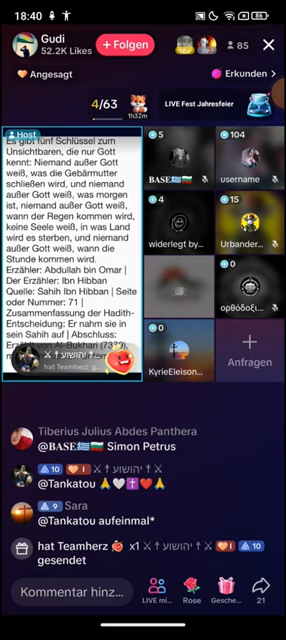 18:40
86
Gudi
52.2K Likes
+ Folgen
85
Angesagt
Erkunden >
4/63
1h32m
LIVE Fest Jahresfeier
Host
Es gibt fünf Schlüssel zum
Unsichtbaren, die nur Gott
kennt: Niemand außer Gott
weiß, was die Gebärmutter
schließen wird, und niemand
außer Gott weiß, was morgen
ist, niemand außer Gott weiß,
wann der Regen kommen wird,
keine Seele weiß, in was Land
wird es sterben, und niemand
außer Gott weiß, wann die
Stunde kommen wird.
Erzähler: Abdullah bin Omar |
Der Erzähler: Ibn Hibban
Quelle: Sahih Ibn Hibban | Seite
oder Nummer: 71 |
Zusammenfassung der Hadith-
Entscheidung: Er nahm sie in
sein Sahih auf | Abschluss:
Al-Bukhari
⚔ † יהושוע † ⚔
hat Teamherz g
5
𝐁𝐀𝐒𝐄🇬🇷🇧🇬
104
username
4
widerlegt by...
15
Urbander...
0
ορθόδοξι...
0
KyrieEleison...
+
Anfragen
Tiberius Julius Abdes Panthera
@𝐁𝐀𝐒𝐄🇬🇷🇧🇬 Simon Petrus
10 I ⚔ † יהושוע † ⚔
@Tankatou 🙏🤍✝️❤️🙏
9 Sara
@Tankatou aufeinmal*
hat Teamherz x1 ⚔ † יהושוע † ⚔ I 10
gesendet
Kommentar hinz...
LIVE mi...
Rose
Gesche...
21